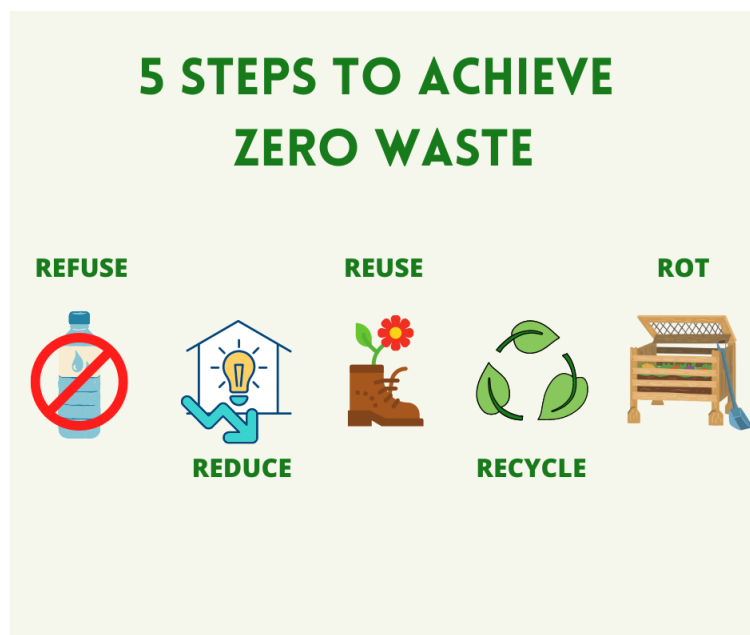 5 STEPS TO ACHIEVE
ZERO WASTE
REFUSE
REDUCE
REUSE
RECYCLE
ROT